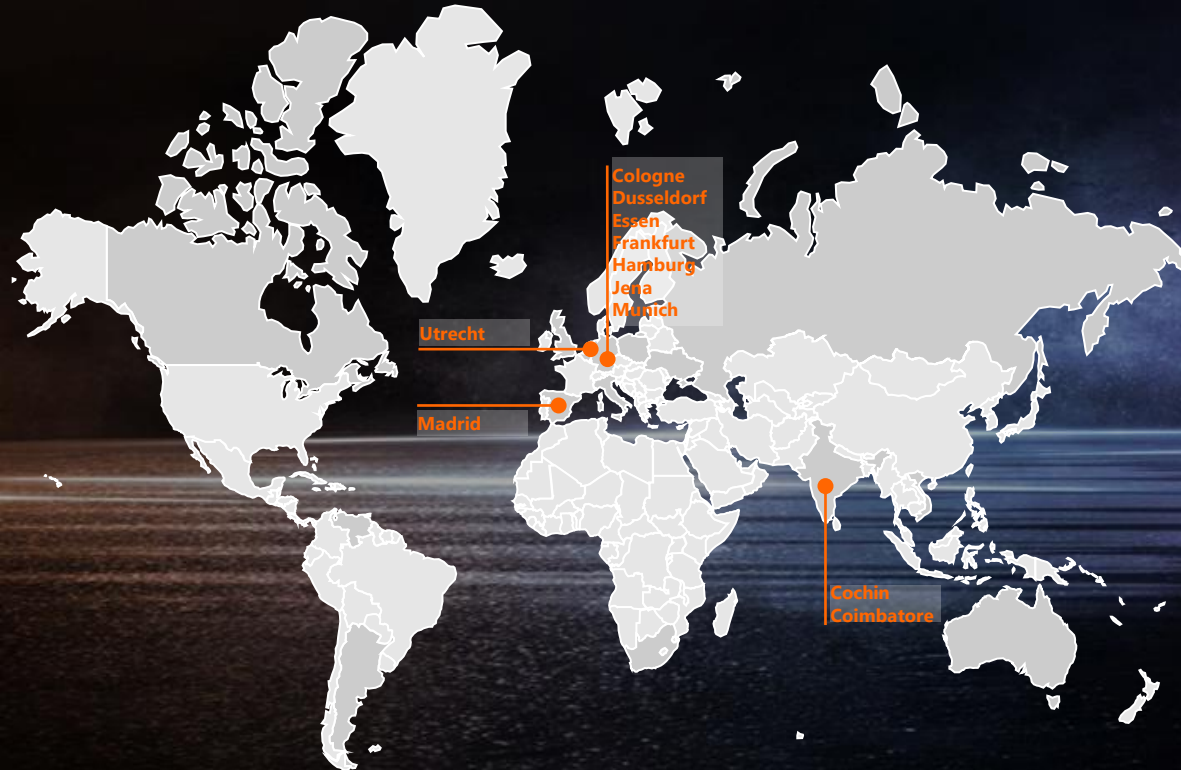 Cologne
Dusseldorf
Essen
Frankfurt
Hamburg
Jena
Munich
Utrecht
Madrid
Cochin
Coimbatore